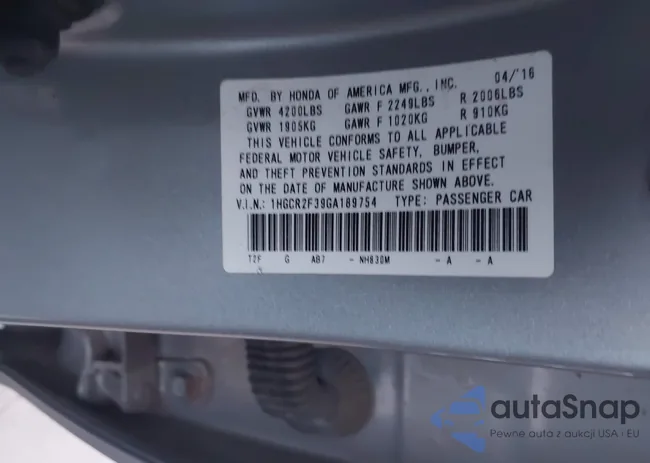 MFD. BY HONDA OF AMERICA MFG., INC. 04/'16
GVWR 4200LBS GAWR F 2249LBS R 2006LBS
GVWR 1905KG GAWR F 1020KG R 910KG
THIS VEHICLE CONFORMS TO ALL APPLICABLE
FEDERAL MOTOR VEHICLE SAFETY, BUMPER,
AND THEFT PREVENTION STANDARDS IN EFFECT
ON THE DATE OF MANUFACTURE SHOWN ABOVE.
V.I.N.: 1HGCR2F39GA189754 TYPE: PASSENGER CAR
T2F G AB7 - NH830M - A - A
autaSnap
Pewne auta z aukcji USA i EU